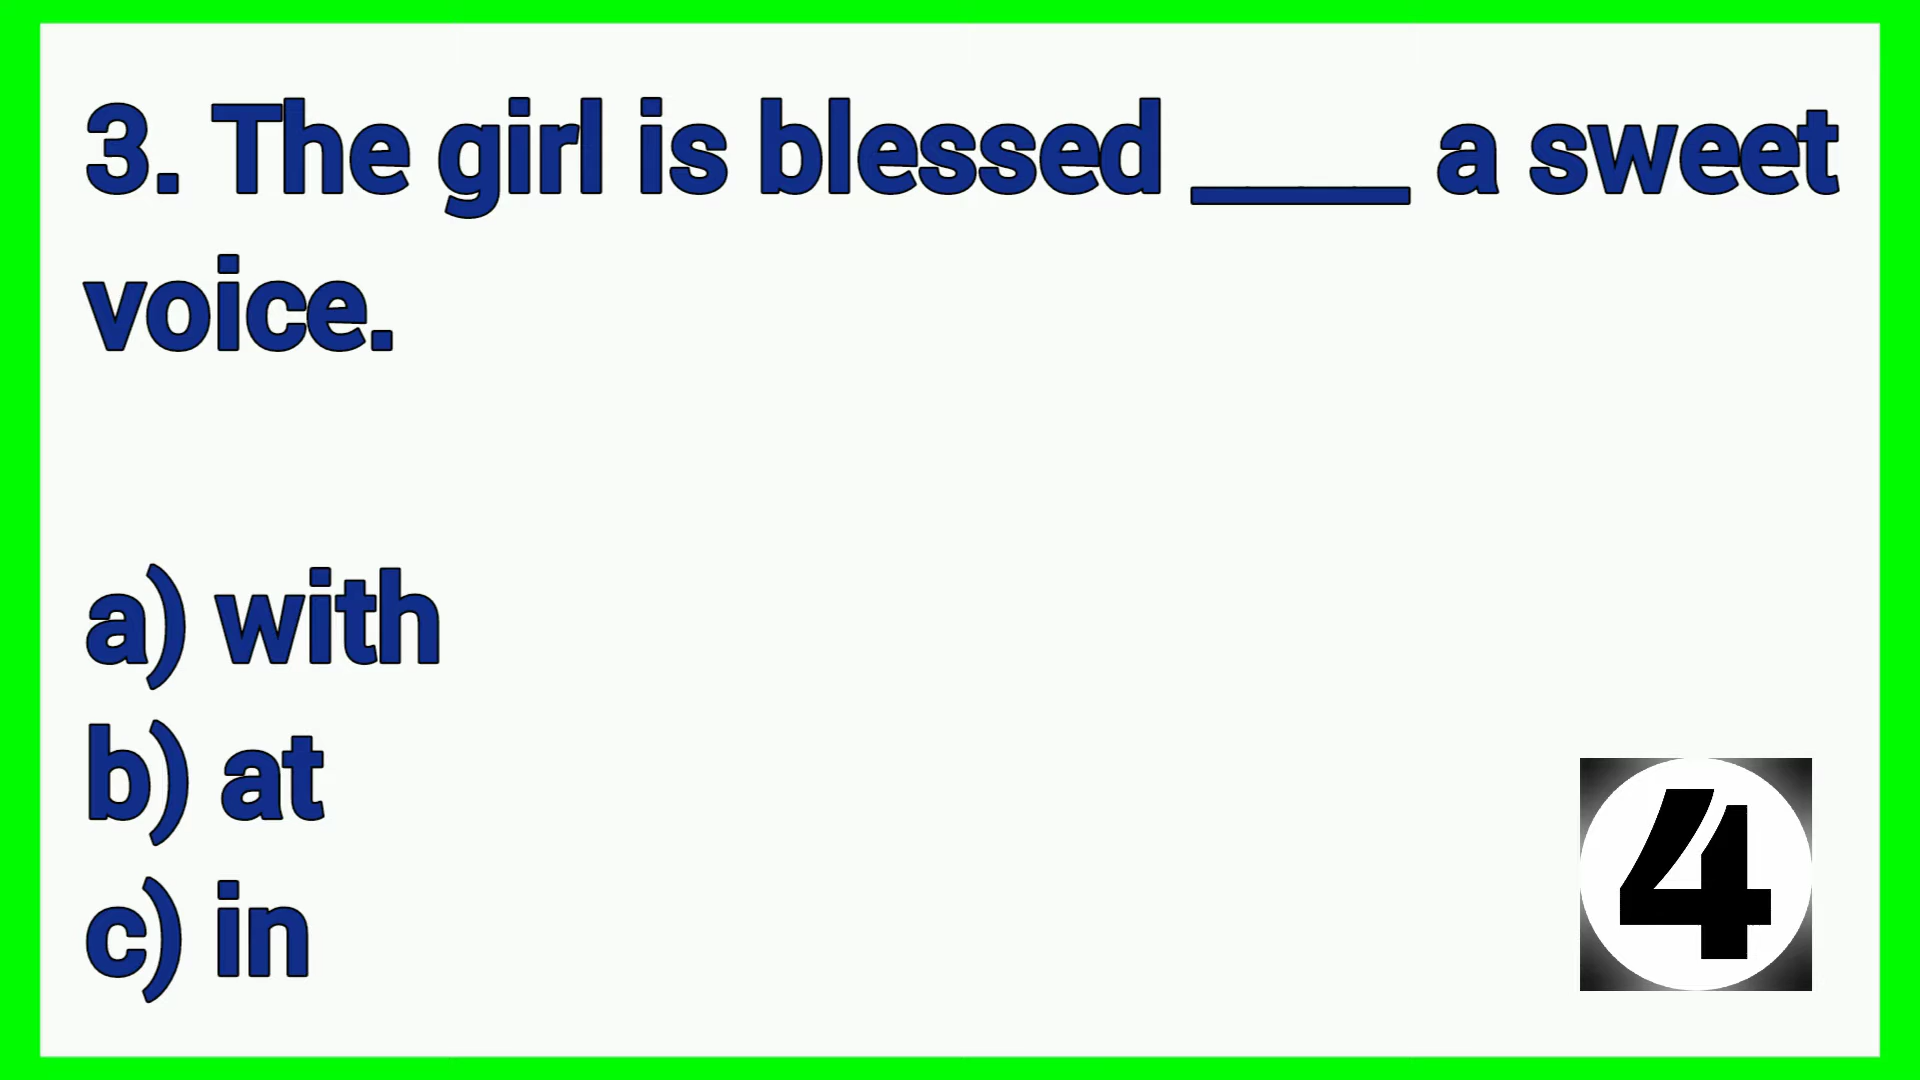 3. The girl is blessed ____ a sweet
voice.
a) with
b) at
c) in
4